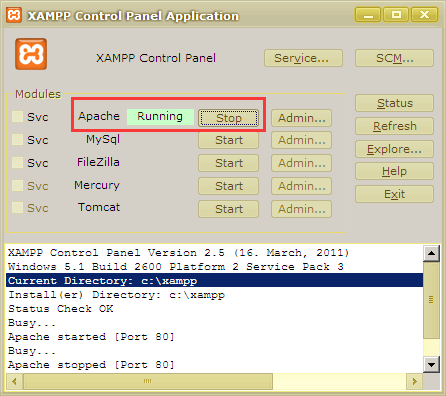 XAMPP Control Panel Application
XAMPP Control Panel
Service...
SCM...
Modules
Svc Apache Running Stop Admin...
Svc MySql Start Admin...
Svc FileZilla Start Admin...
Svc Mercury Start Admin...
Svc Tomcat Start Admin...
Status
Refresh
Explore...
Help
Exit
XAMPP Control Panel Version 2.5 (16. March, 2011)
Windows 5.1 Build 2600 Platform 2 Service Pack 3
Current Directory: c:\xampp
Install(er) Directory: c:\xampp
Status Check OK
Busy...
Apache started [Port 80]
Busy...
Apache stopped [Port 80]